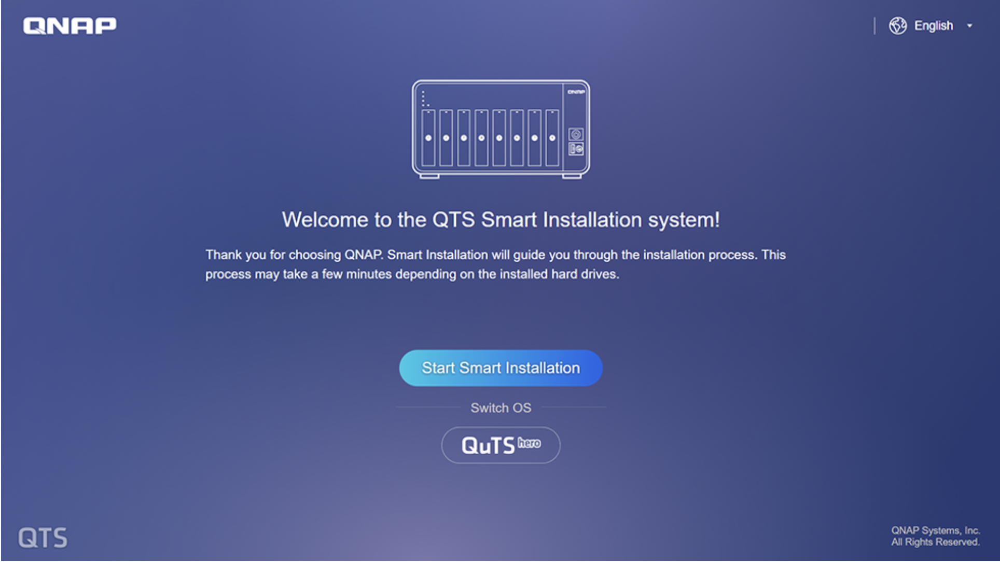 QNAP
English
QNAP
Welcome to the QTS Smart Installation system!
Thank you for choosing QNAP. Smart Installation will guide you through the installation process. This
process may take a few minutes depending on the installed hard drives.
Start Smart Installation
Switch OS
QuTS hero
QTS
QNAP Systems, Inc.
All Rights Reserved.